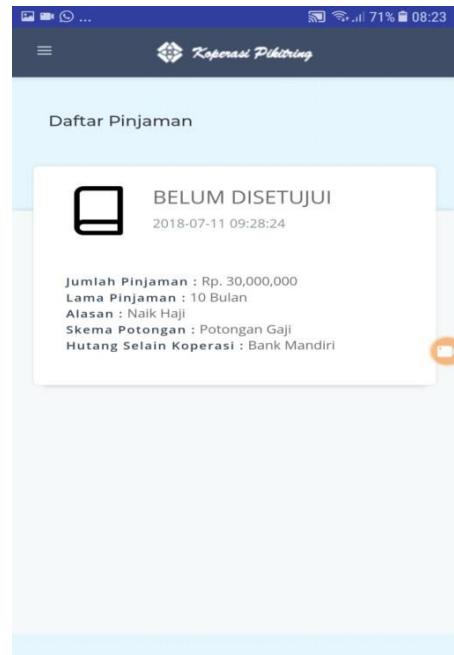 ... 71% 08:23
Koperasi Pikitring
Daftar Pinjaman
BELUM DISETUJUI
2018-07-11 09:28:24
Jumlah Pinjaman : Rp. 30,000,000
Lama Pinjaman : 10 Bulan
Alasan : Naik Haji
Skema Potongan : Potongan Gaji
Hutang Selain Koperasi : Bank Mandiri